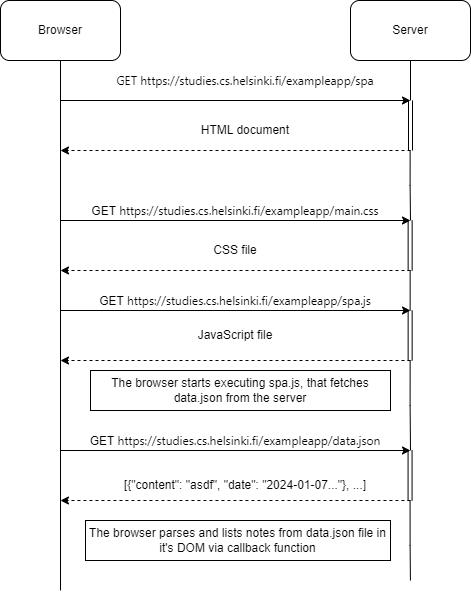 Browser
Server
GET https://studies.cs.helsinki.fi/exampleapp/spa
HTML document
GET https://studies.cs.helsinki.fi/exampleapp/main.css
CSS file
GET https://studies.cs.helsinki.fi/exampleapp/spa.js
JavaScript file
The browser starts executing spa.js, that fetches
data.json from the server
GET https://studies.cs.helsinki.fi/exampleapp/data.json
[{"content": "asdf", "date": "2024-01-07..."}, ...]
The browser parses and lists notes from data.json file in
it's DOM via callback function